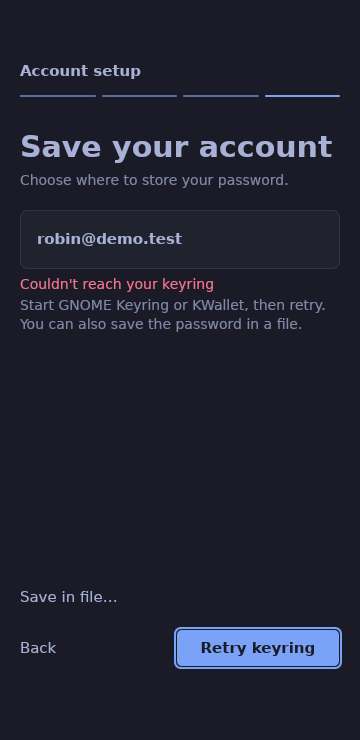 Account setup
Save your account
Choose where to store your password.
robin@demo.test
Couldn't reach your keyring
Start GNOME Keyring or KWallet, then retry.
You can also save the password in a file.
Save in file…
Back
Retry keyring